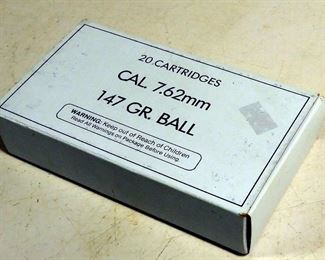 20 CARTRIDGES
CAL. 7.62mm
147 GR. BALL
WARNING: Keep out of Reach of Children
Read All Warnings on Package Before Using.